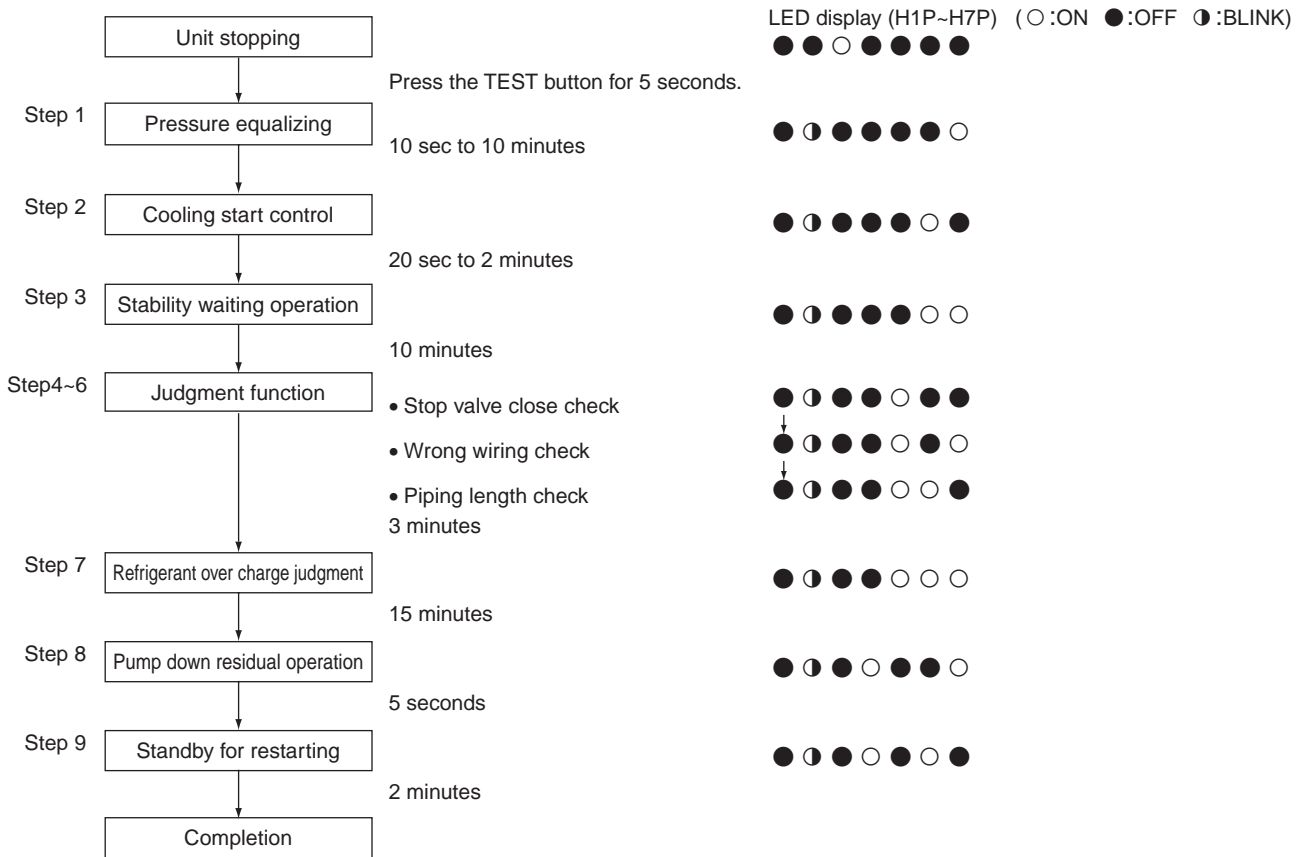 LED display (H1P~H7P) ( ○ :ON ● :OFF ◑ :BLINK)
Unit stopping
Press the TEST button for 5 seconds.
Step 1
Pressure equalizing
10 sec to 10 minutes
Step 2
Cooling start control
20 sec to 2 minutes
Step 3
Stability waiting operation
10 minutes
Step4~6
Judgment function
• Stop valve close check
• Wrong wiring check
• Piping length check
3 minutes
Step 7
Refrigerant over charge judgment
15 minutes
Step 8
Pump down residual operation
5 seconds
Step 9
Standby for restarting
2 minutes
Completion